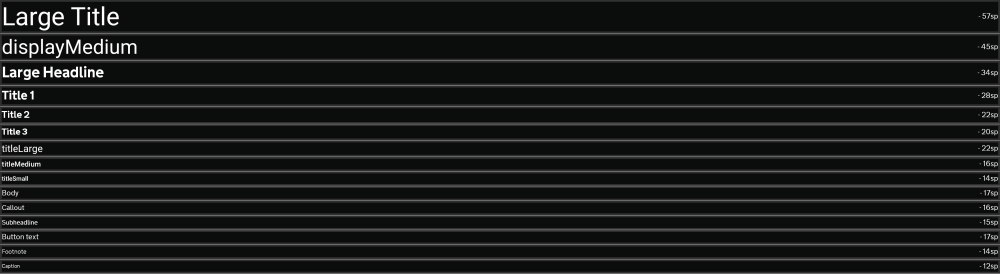 Large Title - 57sp
displayMedium - 45sp
Large Headline - 34sp
Title 1 - 28sp
Title 2 - 22sp
Title 3 - 20sp
titleLarge - 22sp
titleMedium - 16sp
titleSmall - 14sp
Body - 17sp
Callout - 16sp
Subheadline - 15sp
Button text - 17sp
Footnote - 14sp
Caption - 12sp